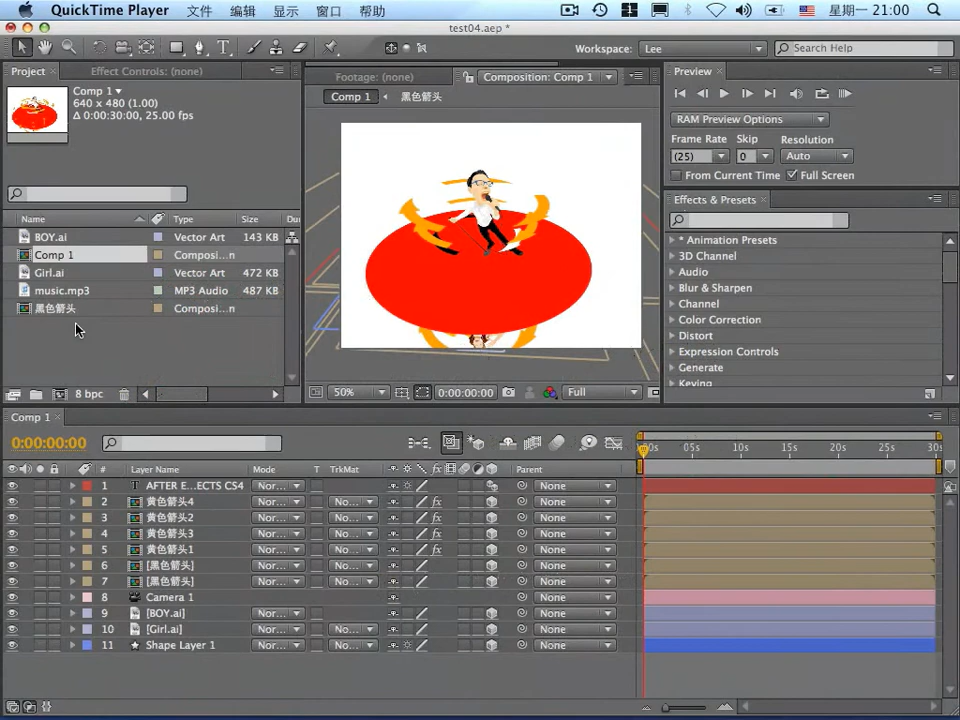 QuickTime Player 文件 编辑 显示 窗口 帮助 星期一 21:00
test04.aep *
Workspace: Lee Search Help
Project Effect Controls: (none)
Footage: (none) Composition: Comp 1
Preview
Comp 1
640 x 480 (1.00)
Δ 0:00:30:00, 25.00 fps
Comp 1 黑色箭头
RAM Preview Options
Frame Rate Skip Resolution
(25) 0 Auto
From Current Time Full Screen
Effects & Presets
Name Type Size Du
BOY.ai Vector Art 143 KB
Comp 1 Composi...n
Girl.ai Vector Art 472 KB
music.mp3 MP3 Audio 487 KB
黑色箭头 Composi...n
* Animation Presets
3D Channel
Audio
Blur & Sharpen
Channel
Color Correction
Distort
Expression Controls
Generate
Keying
8 bpc
50% 0:00:00:00 Full
Comp 1
0:00:00:00
05s 10s 15s 20s 25s 30s
# Layer Name Mode T TrkMat Parent
1 T AFTER E...ECTS CS4 Nor... None
2 黄色箭头4 Nor... No... None
3 黄色箭头2 Nor... No... None
4 黄色箭头3 Nor... No... None
5 黄色箭头1 Nor... No... None
6 [黑色箭头] Nor... No... None
7 [黑色箭头] Nor... No... None
8 Camera 1 None
9 [BOY.ai] Nor... None
10 [Girl.ai] Nor... No... None
11 Shape Layer 1 Nor... No... None